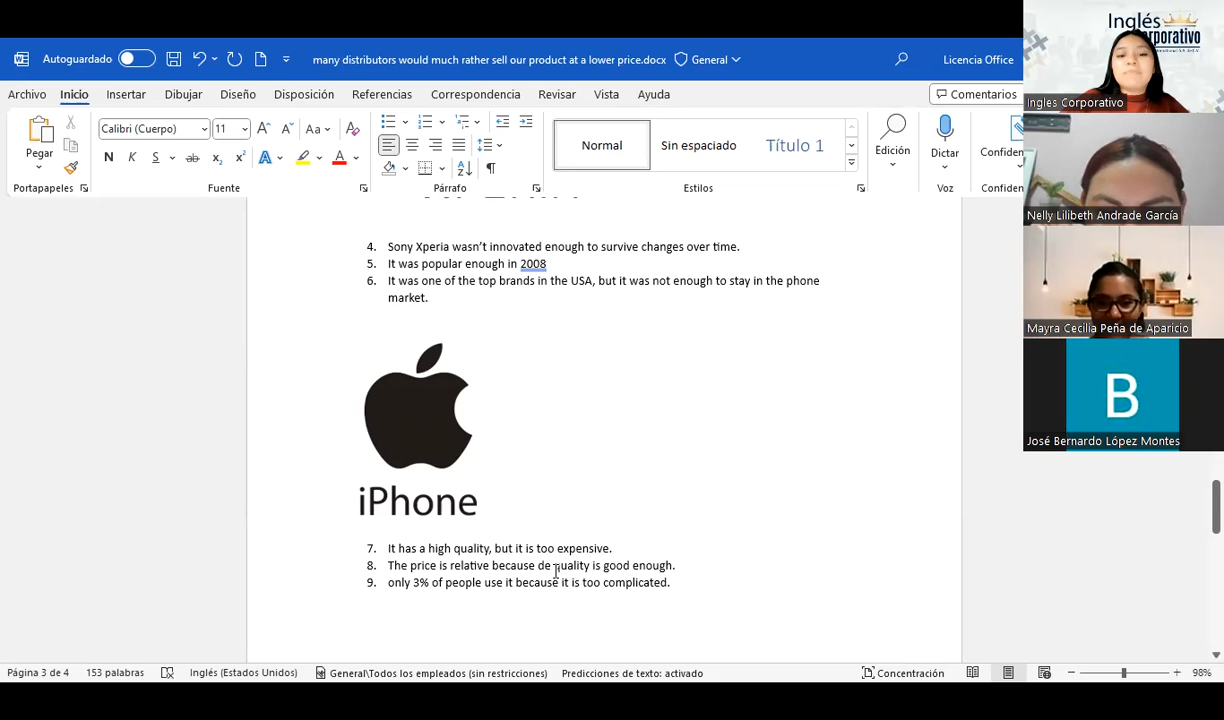 Autoguardado
many distributors would much rather sell our product at a lower price.docx
General
Licencia Office
Archivo Inicio Insertar Dibujar Diseño Disposición Referencias Correspondencia Revisar Vista Ayuda
Comentarios
Pegar
Calibri (Cuerpo) 11
Normal
Sin espaciado
Título 1
Edición
Dictar
Confiden
Portapapeles
Fuente
Párrafo
Estilos
Voz
Confiden
4. Sony Xperia wasn't innovated enough to survive changes over time.
5. It was popular enough in 2008
6. It was one of the top brands in the USA, but it was not enough to stay in the phone
market.
iPhone
7. It has a high quality, but it is too expensive.
8. The price is relative because de quality is good enough.
9. only 3% of people use it because it is too complicated.
Página 3 de 4 153 palabras Inglés (Estados Unidos) General\Todos los empleados (sin restricciones) Predicciones de texto: activado Concentración 98%
Inglés
Corporativo
Ingles Corporativo
Nelly Lilibeth Andrade García
Mayra Cecilia Peña de Aparicio
B
José Bernardo López Montes